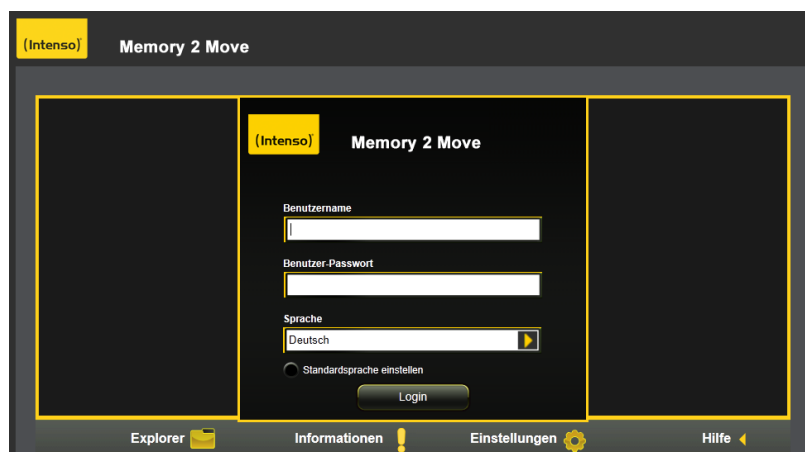 (Intenso)
Memory 2 Move
(Intenso)
Memory 2 Move
Benutzername
Benutzer-Passwort
Sprache
Deutsch
Standardsprache einstellen
Login
Explorer Informationen Einstellungen Hilfe